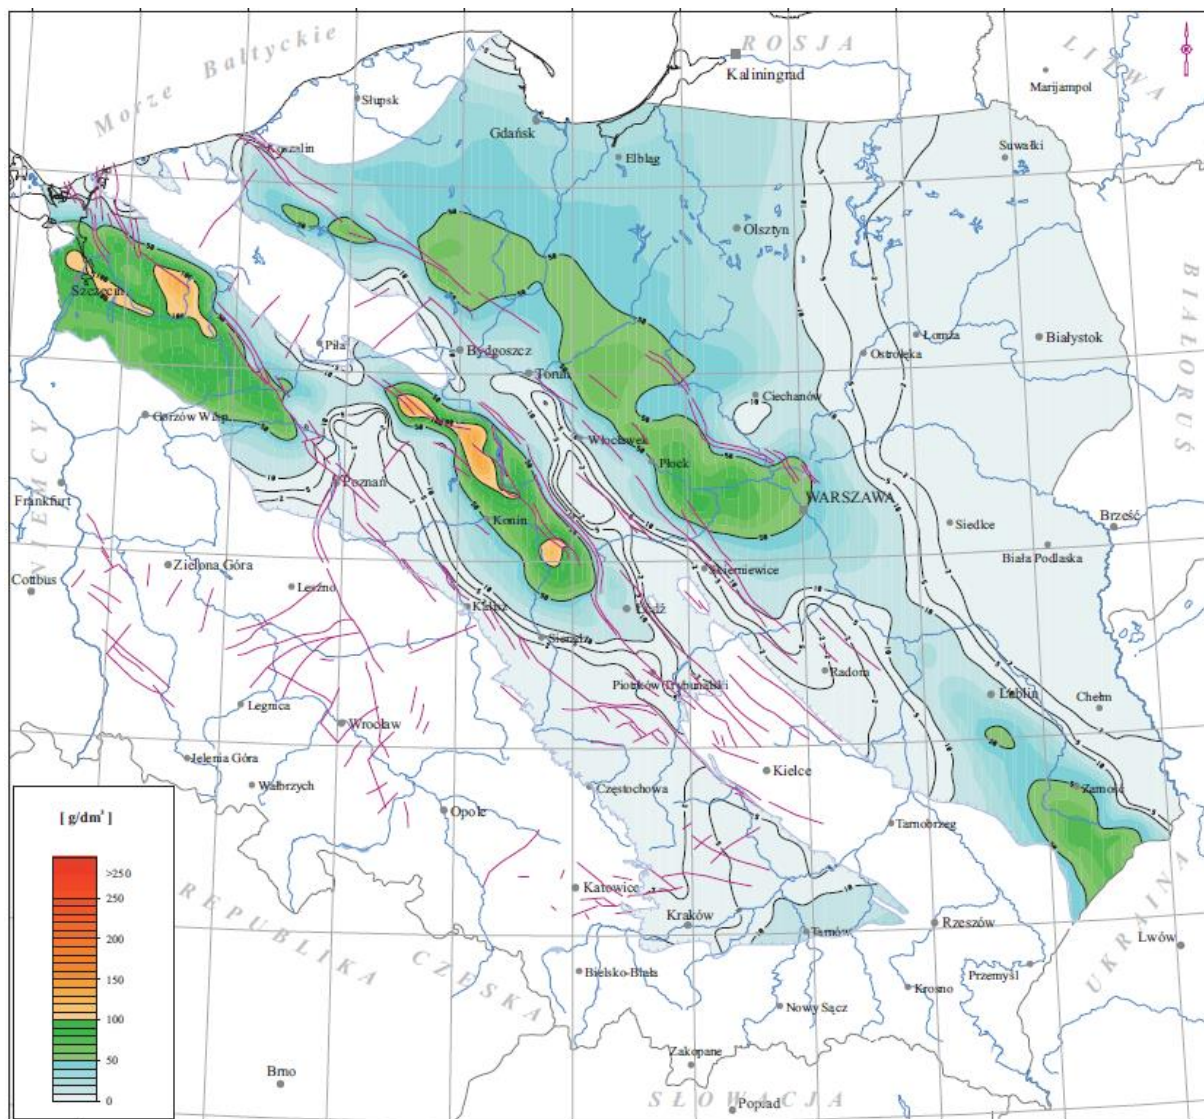 Morze Bałtyckie
ROSJA
LITWA
Kaliningrad
Marijampol
Słupsk
Gdańsk
Koszalin
Elbląg
Suwałki
Olsztyn
BIAŁORUŚ
Szczecin
Piła
Bydgoszcz
Toruń
Łomża
Ostrołęka
Białystok
Ciechanów
Gorzów Wlkp.
Włocławek
Płock
NIEMCY
Frankfurt
Poznań
WARSZAWA
Konin
Siedlce
Brześć
Biała Podlaska
Cottbus
Zielona Góra
Leszno
Skierniewice
Kalisz
Łódź
Sieradz
Radom
Piotrków Trybunalski
Lublin
Chełm
Legnica
Wrocław
Jelenia Góra
Wałbrzych
Kielce
Częstochowa
Zamość
Opole
Tarnobrzeg
[ g/dm³ ]
>250
250
200
150
100
50
0
REPUBLIKA CZESKA
Katowice
Kraków
Tarnów
Rzeszów
Lwów
UKRAINA
Bielsko-Biała
Przemyśl
Krosno
Nowy Sącz
Zakopane
Brno
SŁOWACJA
Poprad